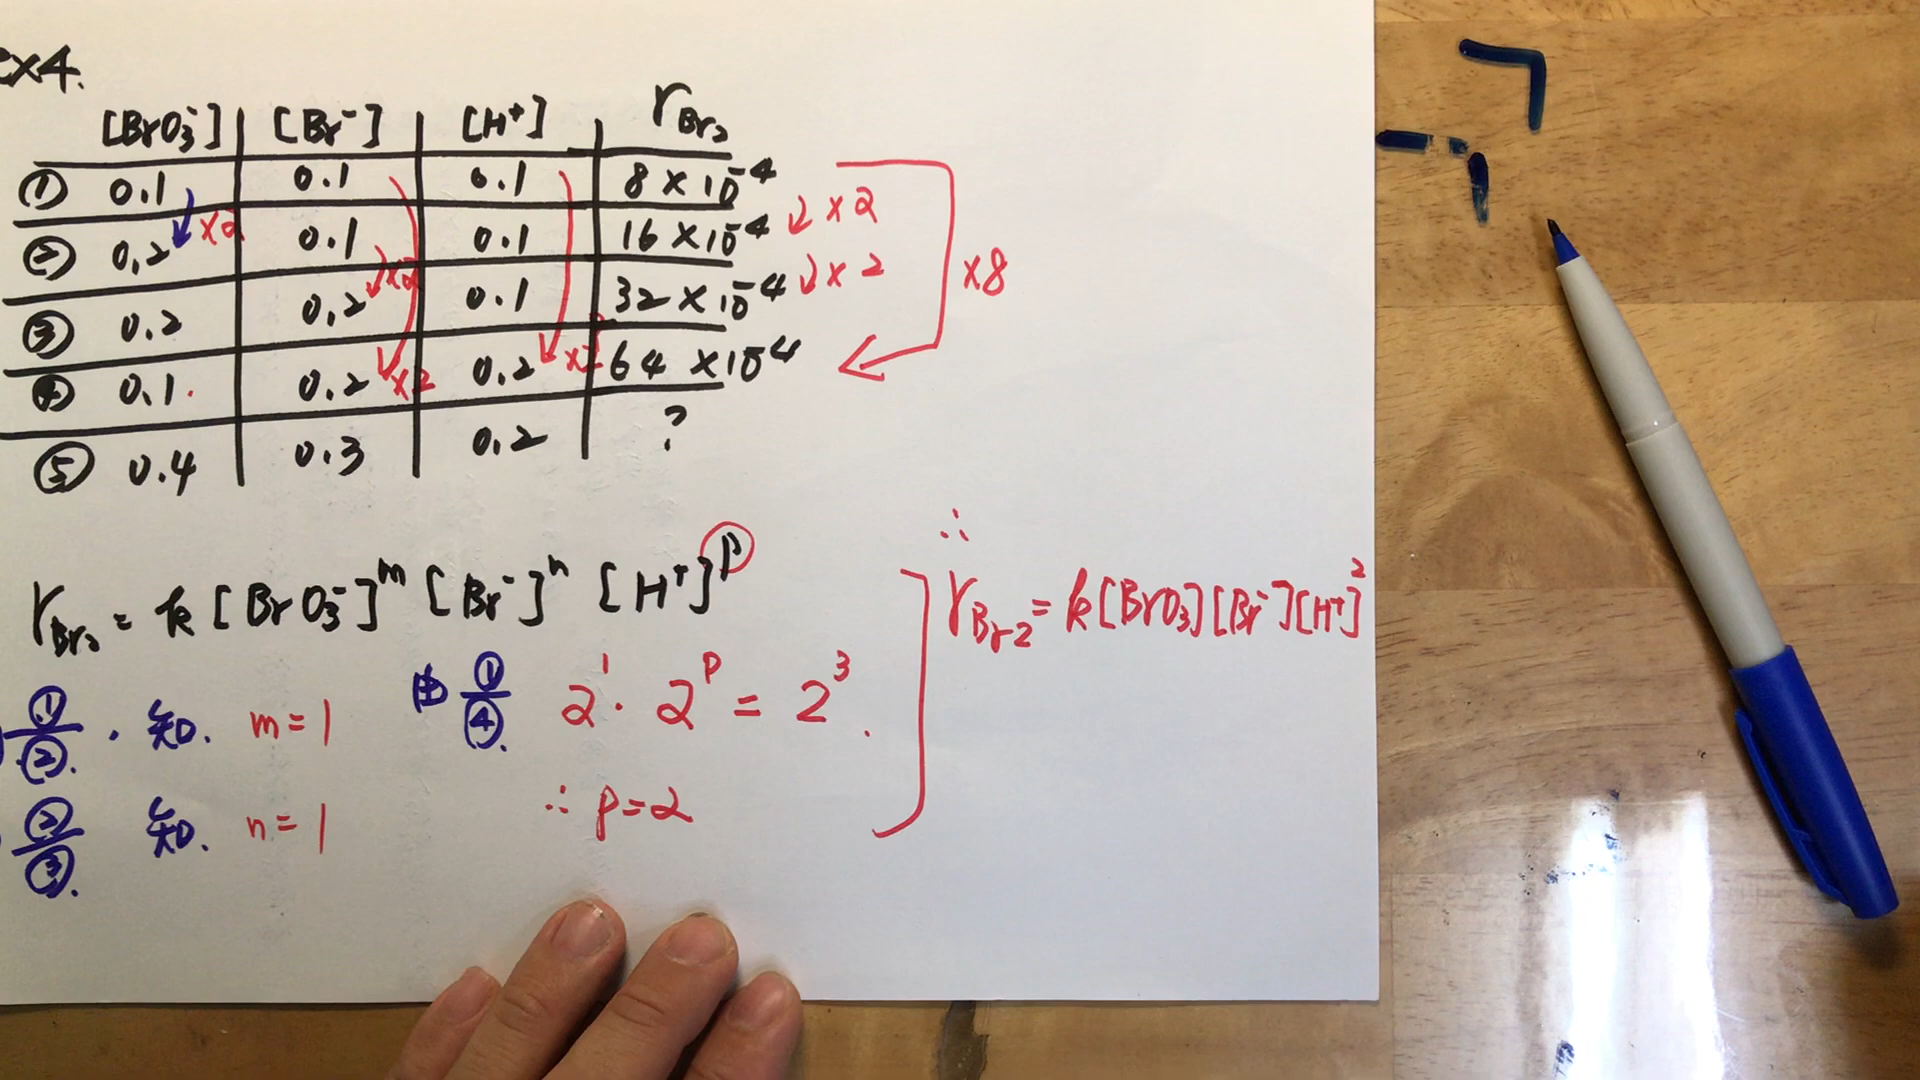 ex4.
[BrO₃⁻] [Br⁻] [H⁺] r_Br₂
① 0.1 0.1 0.1 8 × 10⁻⁴
② 0.2 0.1 0.1 16 × 10⁻⁴
③ 0.2 0.2 0.1 32 × 10⁻⁴
④ 0.1 0.2 0.2 64 × 10⁻⁴
⑤ 0.4 0.3 0.2 ?
×2
×2
×2
×2
×2
×8
r_Br₂ = k [BrO₃⁻]ᵐ [Br⁻]ⁿ [H⁺]ᵖ
①/② . 知. m = 1
②/③. 知. n = 1
由 ①/④. 2¹ · 2ᵖ = 2³.
∴ p = 2
∴
r_Br2 = k[BrO₃][Br⁻][H⁺]²